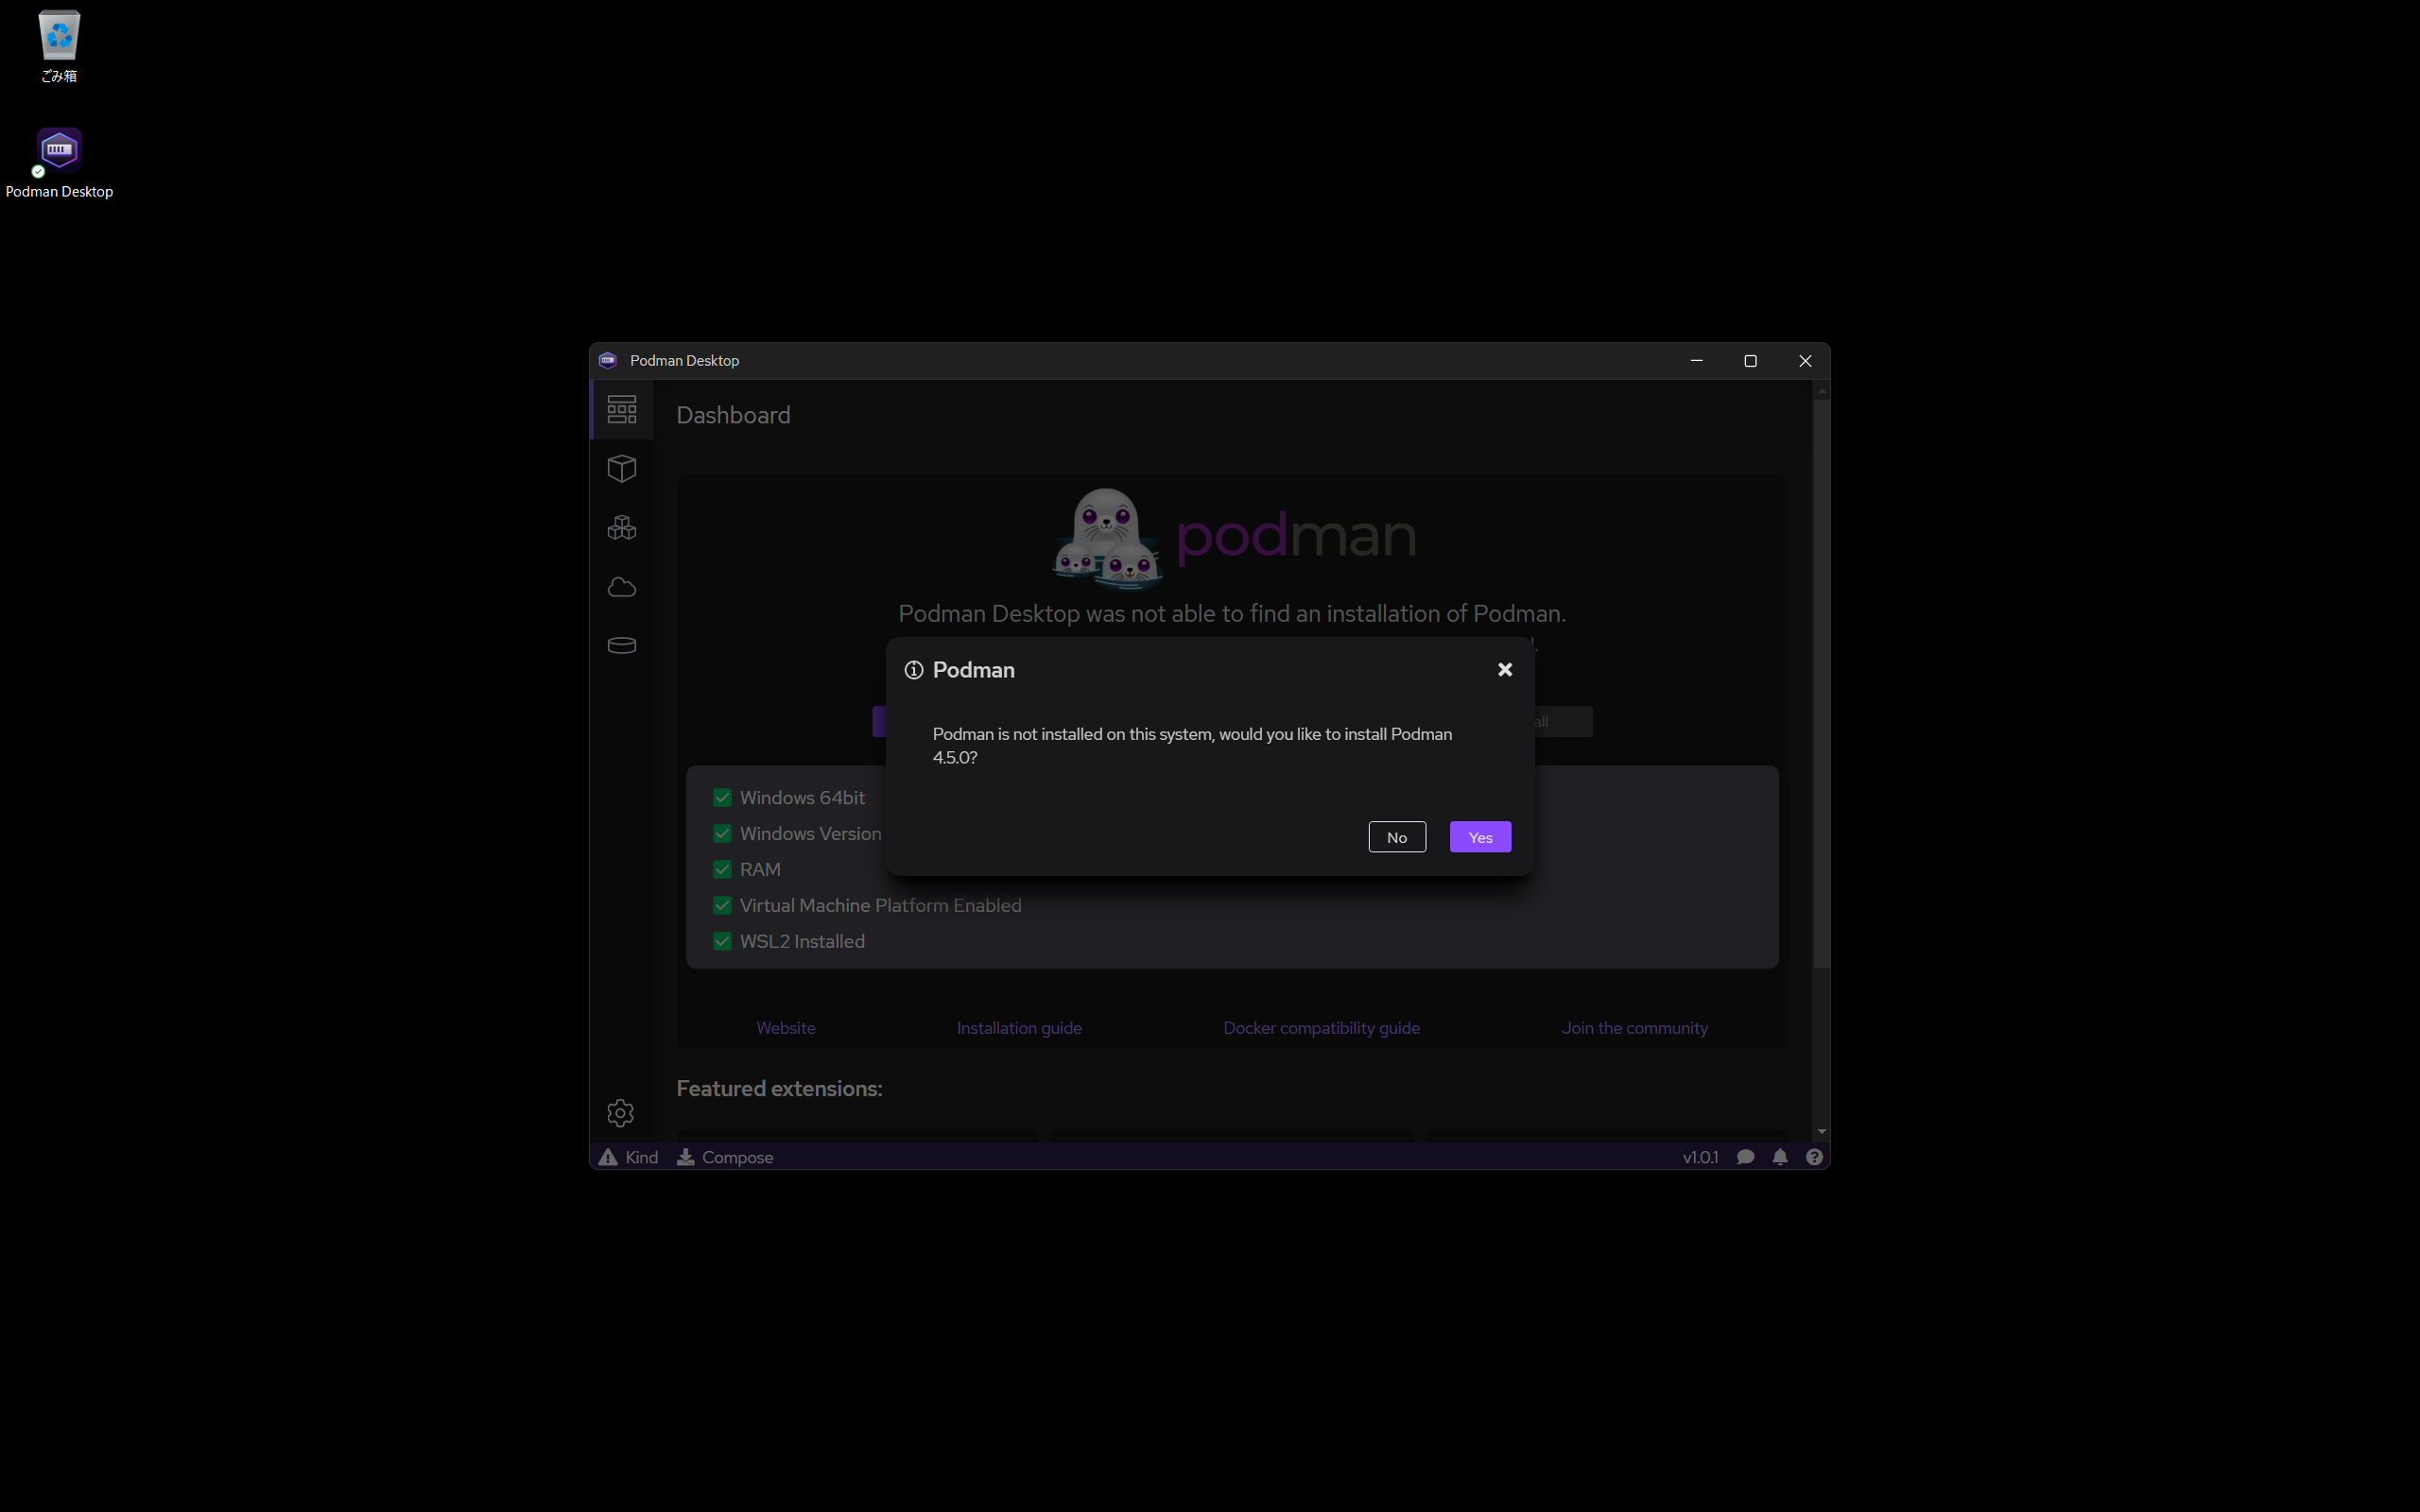 ごみ箱
Podman Desktop
Podman Desktop
Dashboard
podman
Podman Desktop was not able to find an installation of Podman.
Podman
Podman is not installed on this system, would you like to install Podman
4.5.0?
No
Yes
Windows 64bit
Windows Version
RAM
Virtual Machine Platform Enabled
WSL2 Installed
Website
Installation guide
Docker compatibility guide
Join the community
Featured extensions:
Kind
Compose
v1.0.1